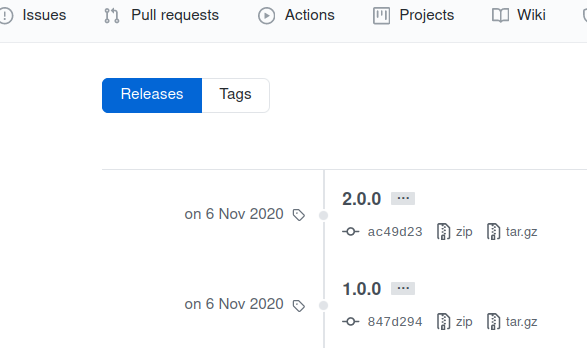 Issues Pull requests Actions Projects Wiki
Releases Tags
2.0.0 ...
on 6 Nov 2020
ac49d23 zip tar.gz
1.0.0 ...
on 6 Nov 2020
847d294 zip tar.gz